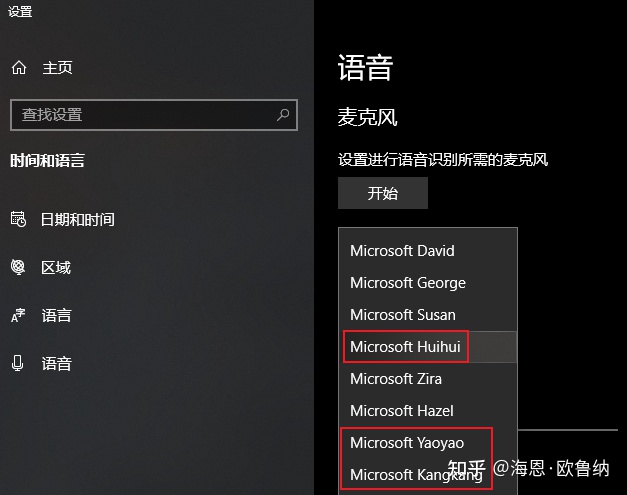 设置
主页
查找设置
时间和语言
日期和时间
区域
语言
语音
语音
麦克风
设置进行语音识别所需的麦克风
开始
Microsoft David
Microsoft George
Microsoft Susan
Microsoft Huihui
Microsoft Zira
Microsoft Hazel
Microsoft Yaoyao
Microsoft Kangkang
知乎 @海恩·欧鲁纳